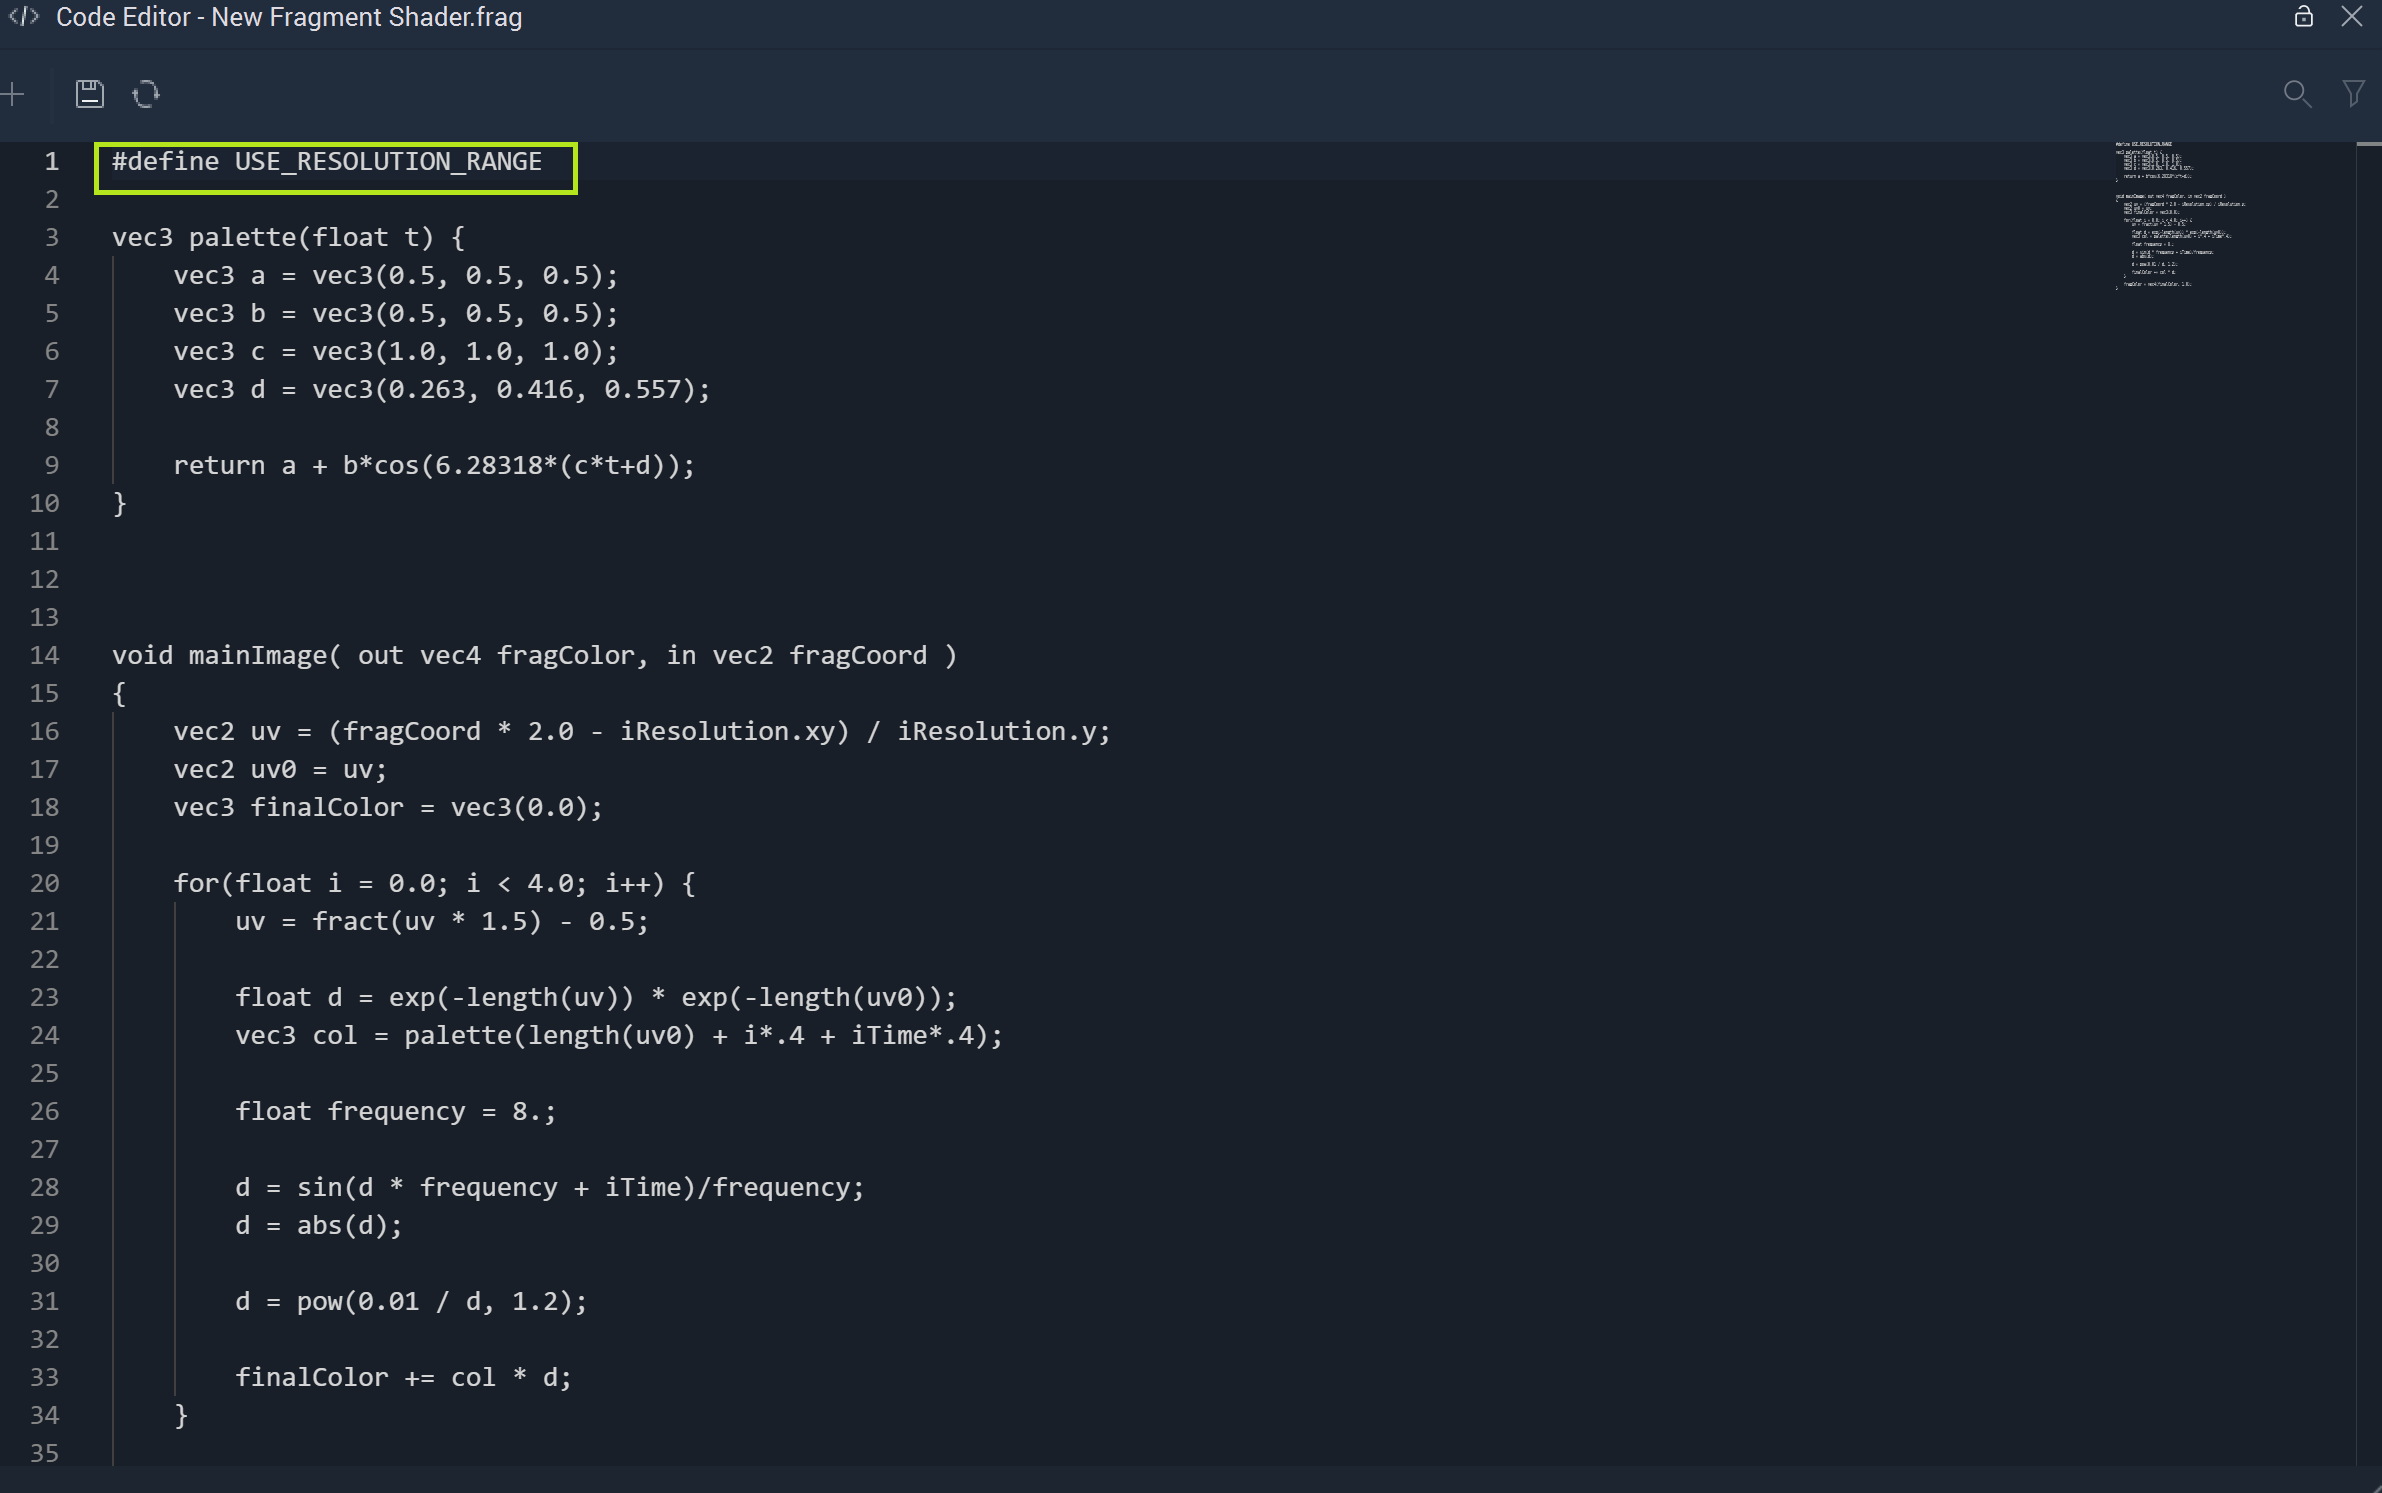 </> Code Editor - New Fragment Shader.frag
1 #define USE_RESOLUTION_RANGE
2
3 vec3 palette(float t) {
4     vec3 a = vec3(0.5, 0.5, 0.5);
5     vec3 b = vec3(0.5, 0.5, 0.5);
6     vec3 c = vec3(1.0, 1.0, 1.0);
7     vec3 d = vec3(0.263, 0.416, 0.557);
8
9     return a + b*cos(6.28318*(c*t+d));
10 }
11
12
13
14 void mainImage( out vec4 fragColor, in vec2 fragCoord )
15 {
16     vec2 uv = (fragCoord * 2.0 - iResolution.xy) / iResolution.y;
17     vec2 uv0 = uv;
18     vec3 finalColor = vec3(0.0);
19
20     for(float i = 0.0; i < 4.0; i++) {
21         uv = fract(uv * 1.5) - 0.5;
22
23         float d = exp(-length(uv)) * exp(-length(uv0));
24         vec3 col = palette(length(uv0) + i*.4 + iTime*.4);
25
26         float frequency = 8.;
27
28         d = sin(d * frequency + iTime)/frequency;
29         d = abs(d);
30
31         d = pow(0.01 / d, 1.2);
32
33         finalColor += col * d;
34     }
35